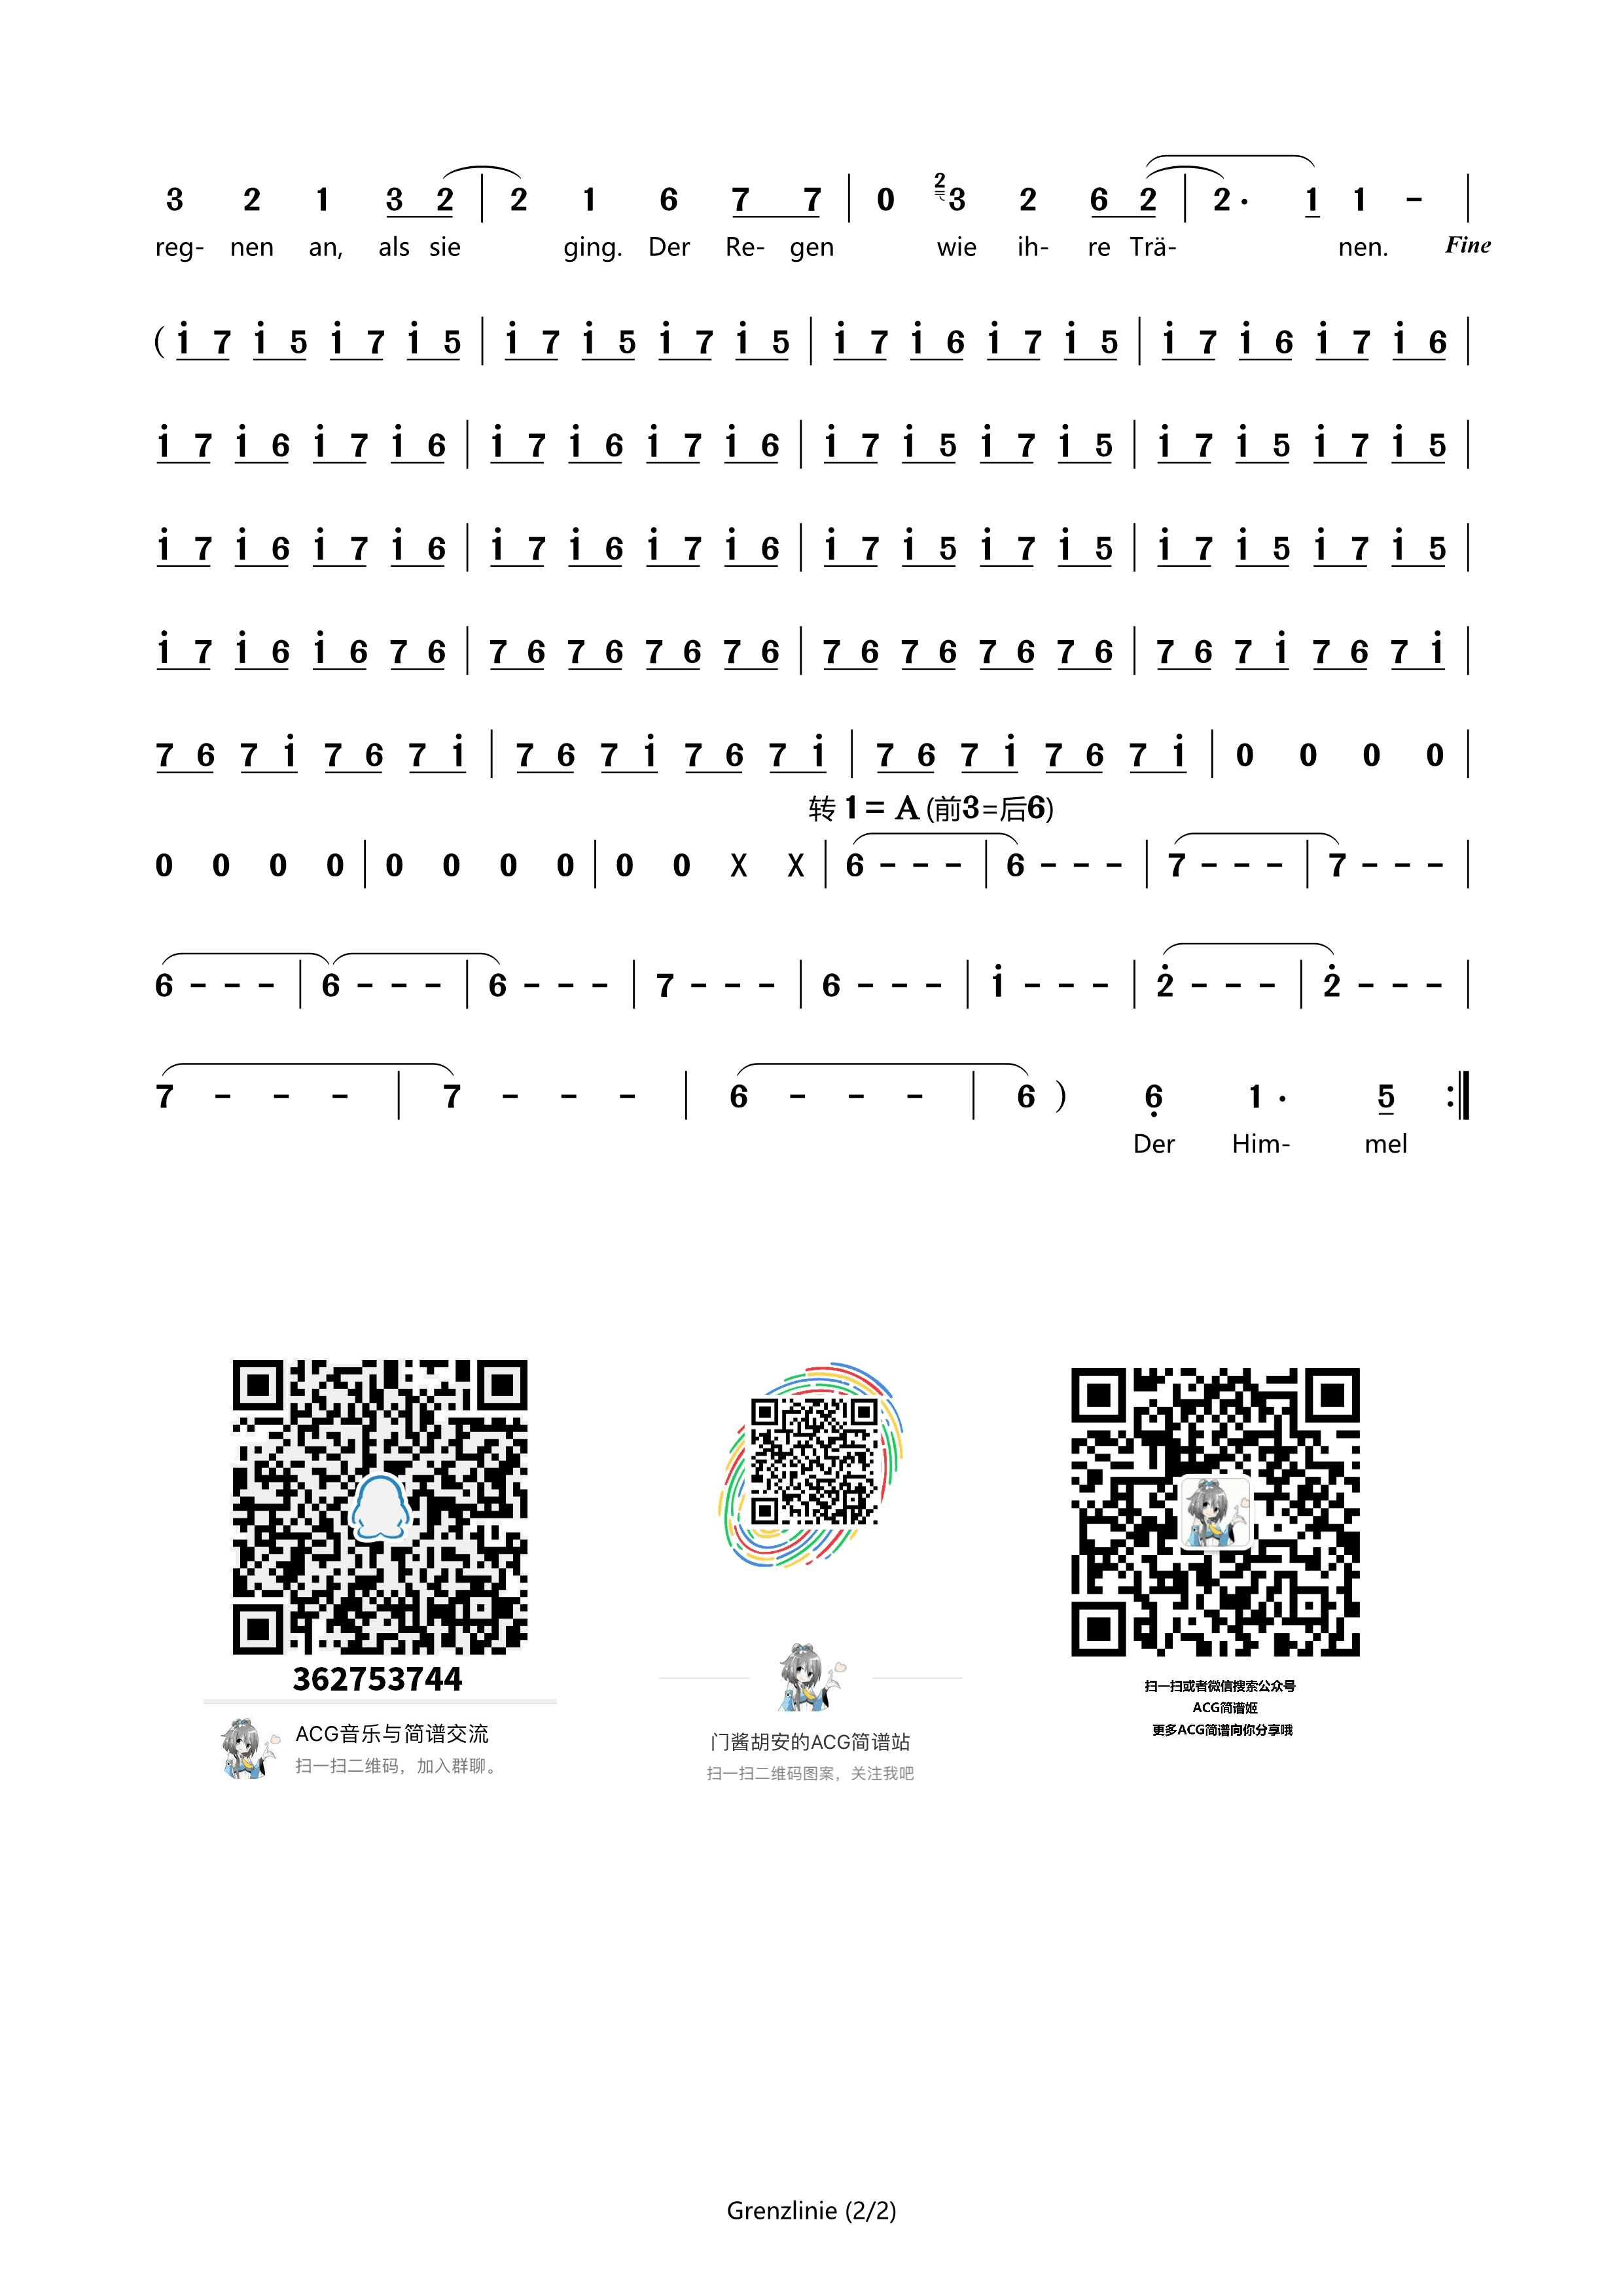 3 2 1 3 2 | 2 1 6 7 7 | 0 2 3 2 6 2 | 2· 1 1 - |
reg- nen an, als sie ging. Der Re- gen wie ih- re Trä- nen. Fine
( i 7 i 5 i 7 i 5 | i 7 i 5 i 7 i 5 | i 7 i 6 i 7 i 5 | i 7 i 6 i 7 i 6 |
i 7 i 6 i 7 i 6 | i 7 i 6 i 7 i 6 | i 7 i 5 i 7 i 5 | i 7 i 5 i 7 i 5 |
i 7 i 6 i 7 i 6 | i 7 i 6 i 7 i 6 | i 7 i 5 i 7 i 5 | i 7 i 5 i 7 i 5 |
i 7 i 6 i 6 7 6 | 7 6 7 6 7 6 7 6 | 7 6 7 6 7 6 7 6 | 7 6 7 i 7 6 7 i |
7 6 7 i 7 6 7 i | 7 6 7 i 7 6 7 i | 7 6 7 i 7 6 7 i | 0 0 0 0 |
转 1= A (前3=后6)
0 0 0 0 | 0 0 0 0 | 0 0 X X | 6 - - - | 6 - - - | 7 - - - | 7 - - - |
6 - - - | 6 - - - | 6 - - - | 7 - - - | 6 - - - | i - - - | 2̇ - - - | 2̇ - - - |
7 - - - | 7 - - - | 6 - - - | 6 ) 6̣ 1· 5 :|
Der Him- mel
362753744
ACG音乐与简谱交流
扫一扫二维码，加入群聊。
门酱胡安的ACG简谱站
扫一扫二维码图案，关注我吧
扫一扫或者微信搜索公众号
ACG简谱姬
更多ACG简谱向你分享哦
Grenzlinie (2/2)